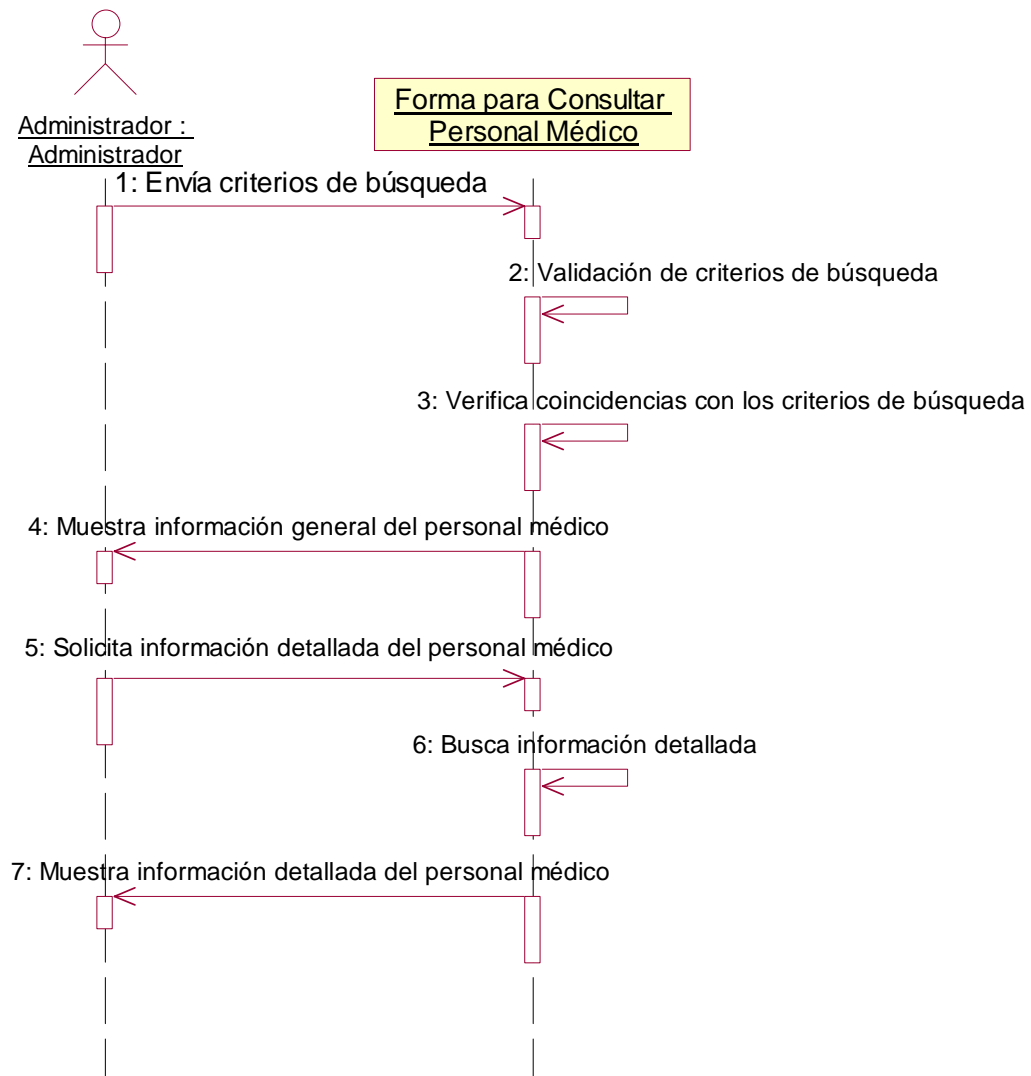 Administrador :
Administrador
Forma para Consultar
Personal Médico
1: Envía criterios de búsqueda
2: Validación de criterios de búsqueda
3: Verifica coincidencias con los criterios de búsqueda
4: Muestra información general del personal médico
5: Solicita información detallada del personal médico
6: Busca información detallada
7: Muestra información detallada del personal médico